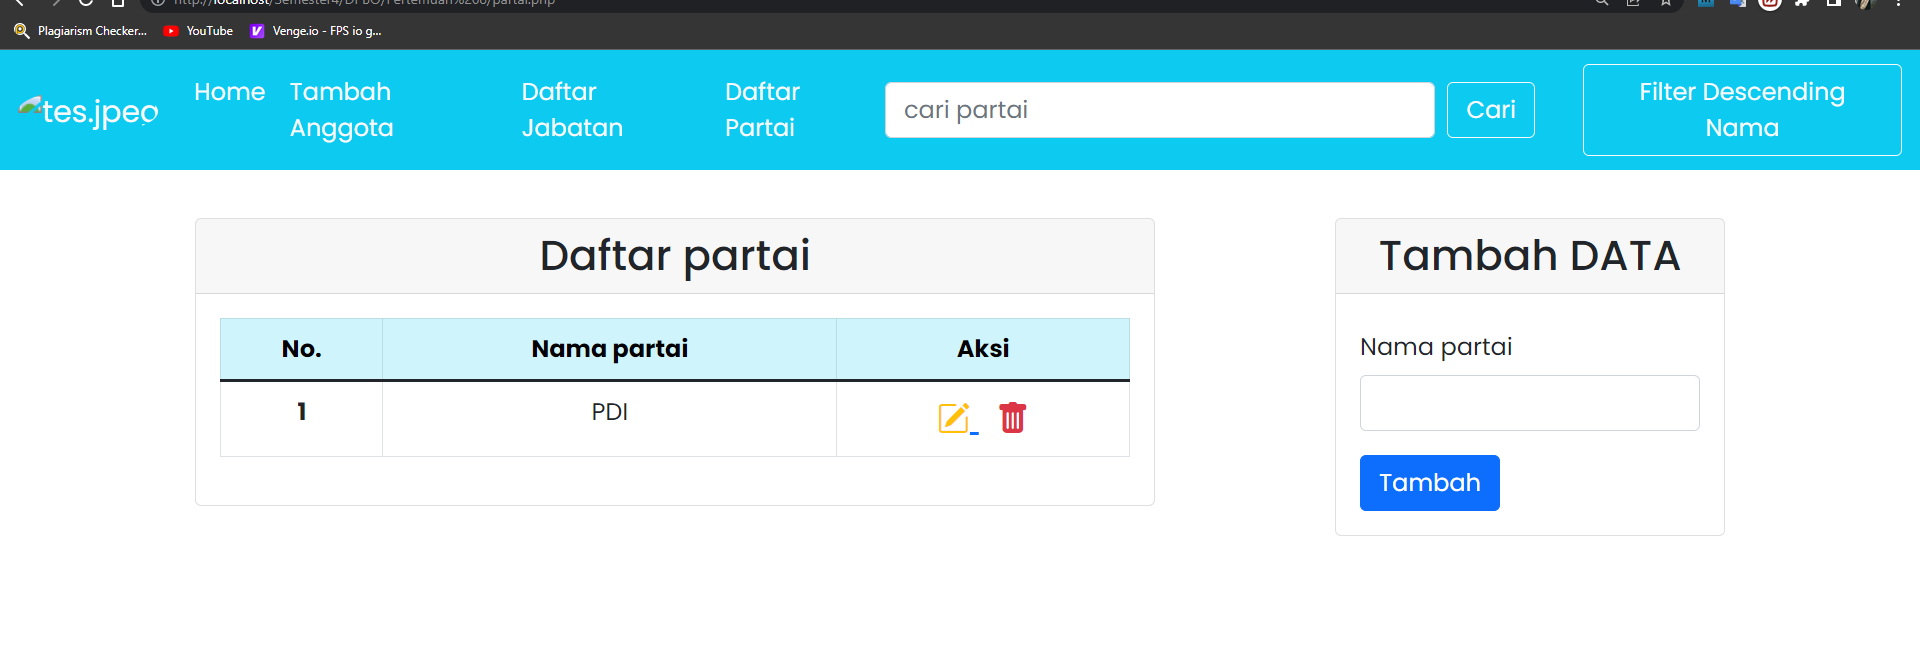 http://localhost/Semester4/DPBO/Pertemuan%206/partai.php
Plagiarism Checker...
YouTube
Venge.io - FPS io g...
tes.jpeg
Home
Tambah
Anggota
Daftar
Jabatan
Daftar
Partai
cari partai
Cari
Filter Descending
Nama
Daftar partai
No.
Nama partai
Aksi
1
PDI
Tambah DATA
Nama partai
Tambah